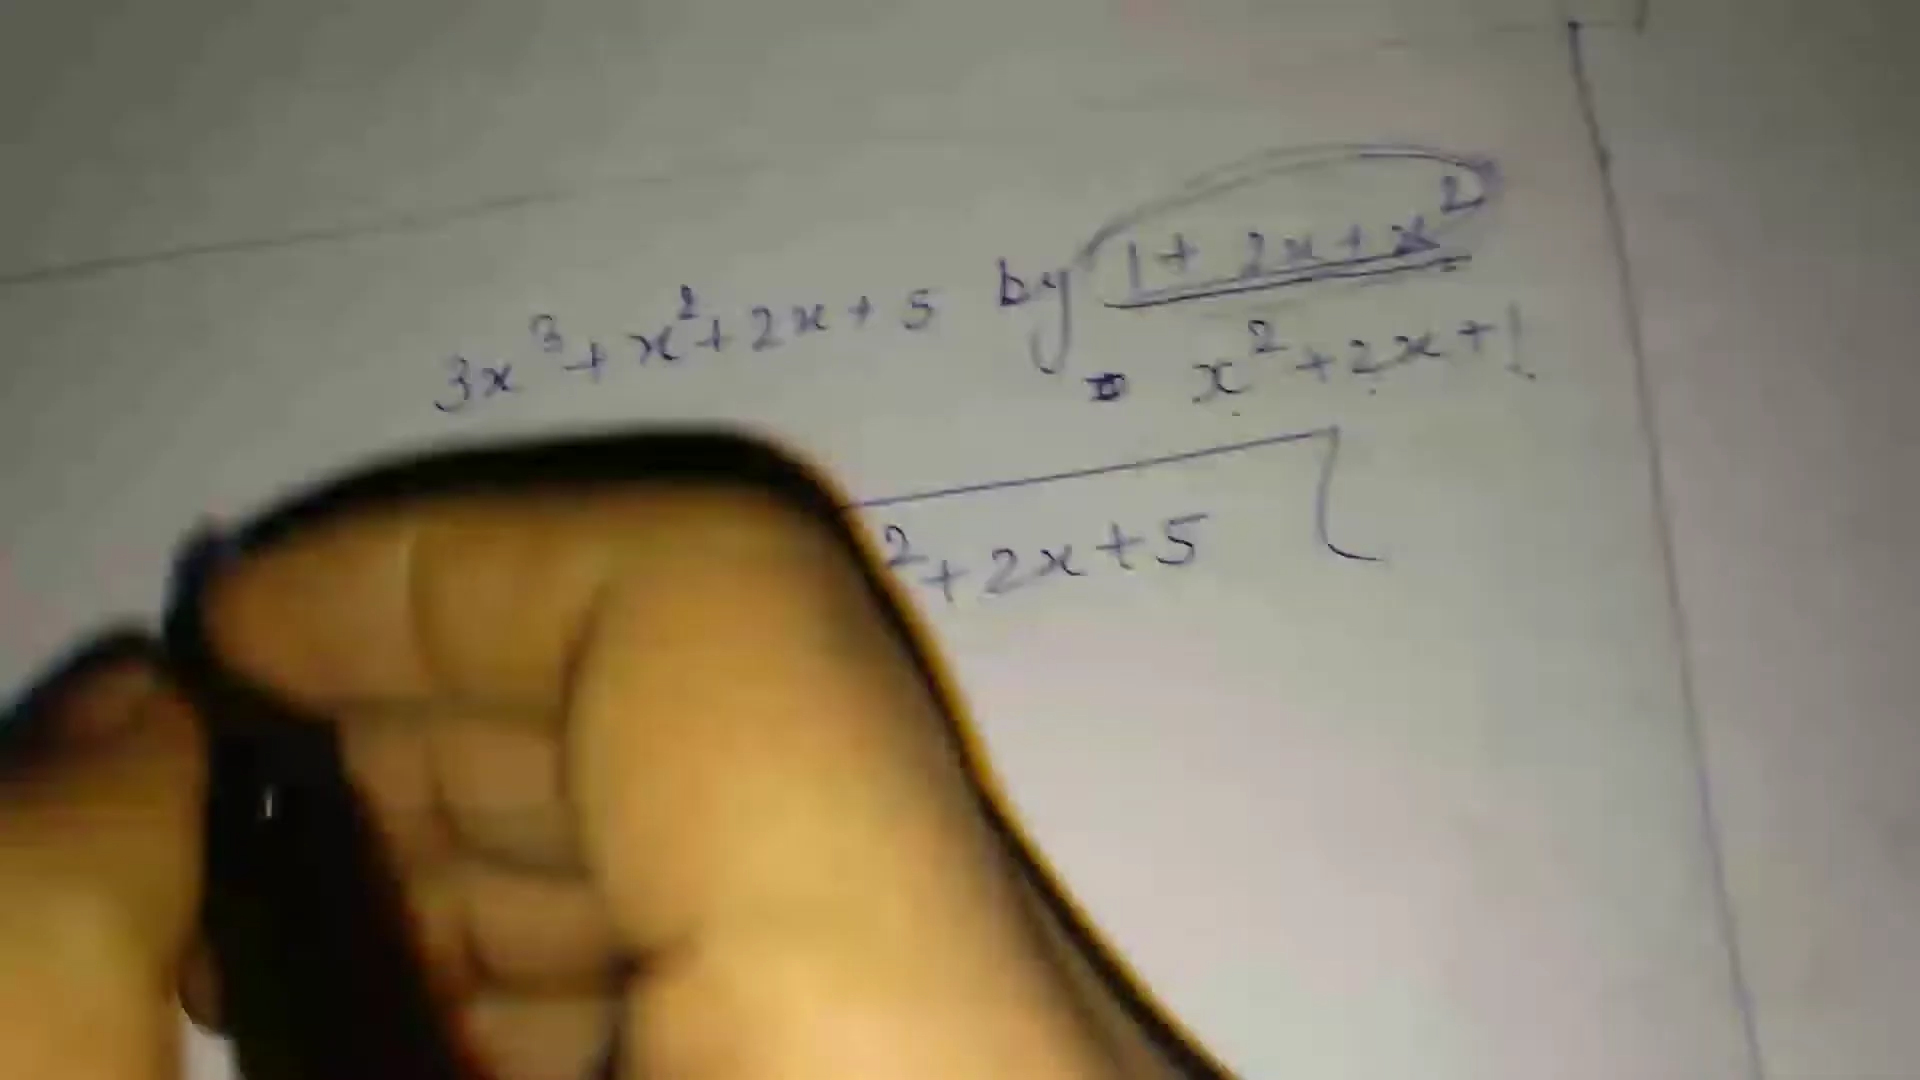 3x³ + x² + 2x + 5 by 1 + 2x + x²
x² + 2x + 1
² + 2x + 5